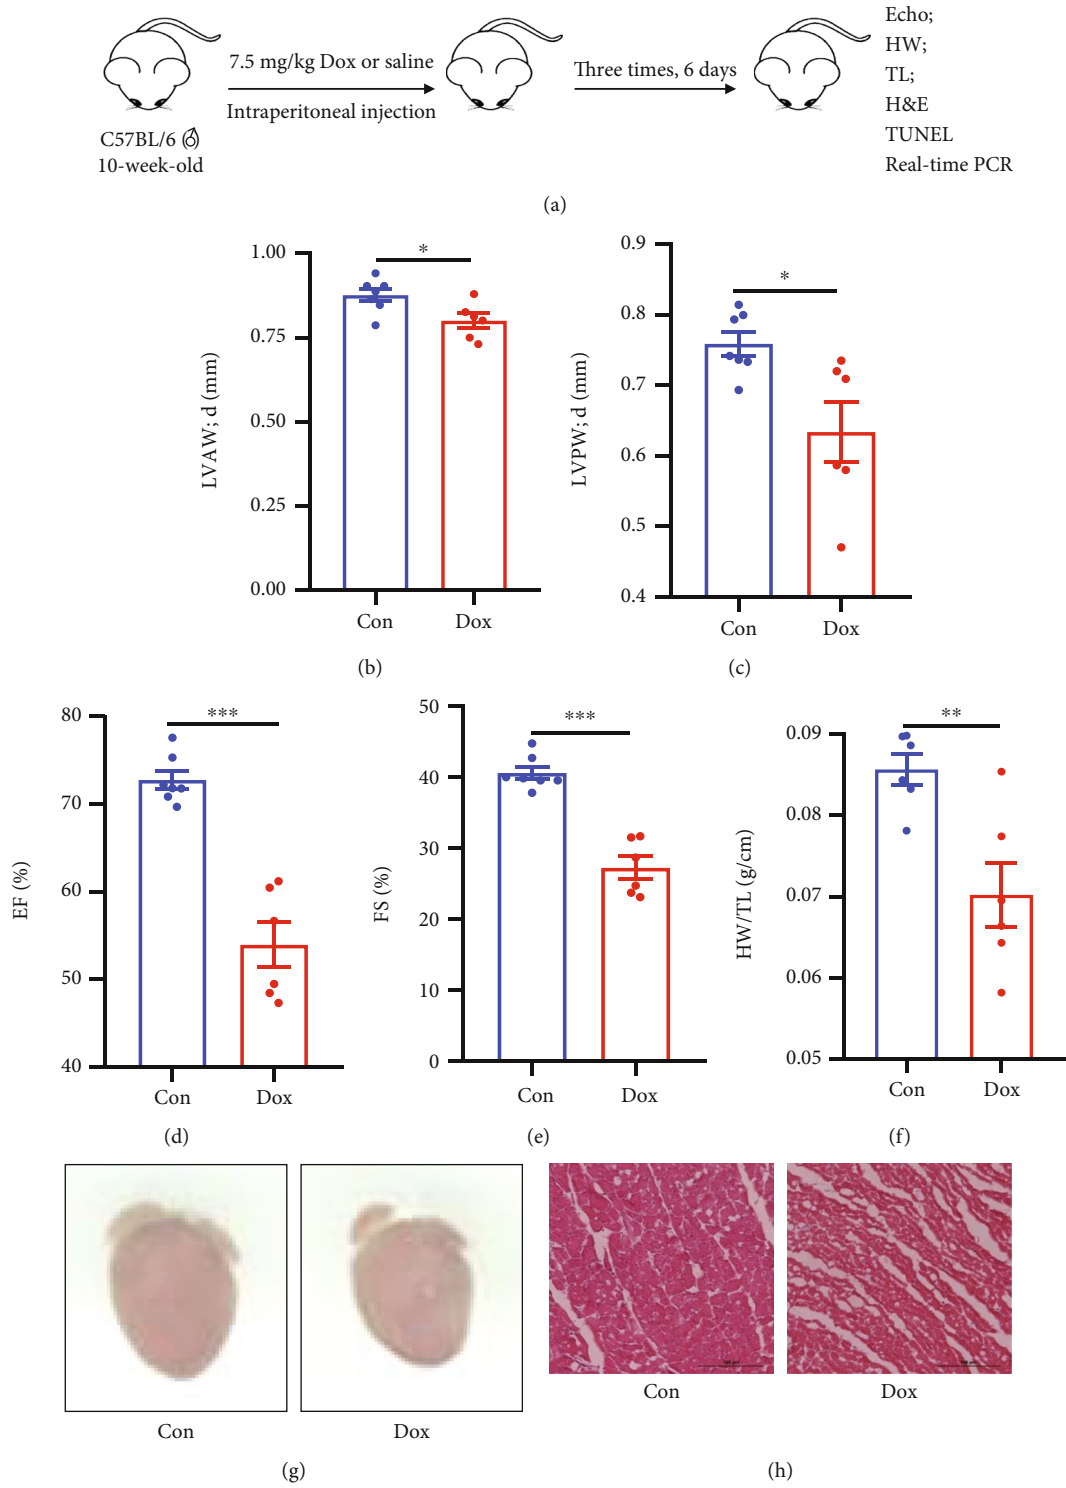 7.5 mg/kg Dox or saline
Intraperitoneal injection
Three times, 6 days
C57BL/6
10-week-old
Echo;
HW;
TL;
H&E
TUNEL
Real-time PCR
(a)
LVAW; d (mm)
1.00
0.75
0.50
0.25
0.00
*
Con
Dox
(b)
LVPW; d (mm)
0.9
0.8
0.7
0.6
0.5
0.4
*
Con
Dox
(c)
EF (%)
80
70
60
50
40
***
Con
Dox
(d)
FS (%)
50
40
30
20
10
0
***
Con
Dox
(e)
HW/TL (g/cm)
0.09
0.08
0.07
0.06
0.05
**
Con
Dox
(f)
Con
Dox
(g)
Con
Dox
(h)